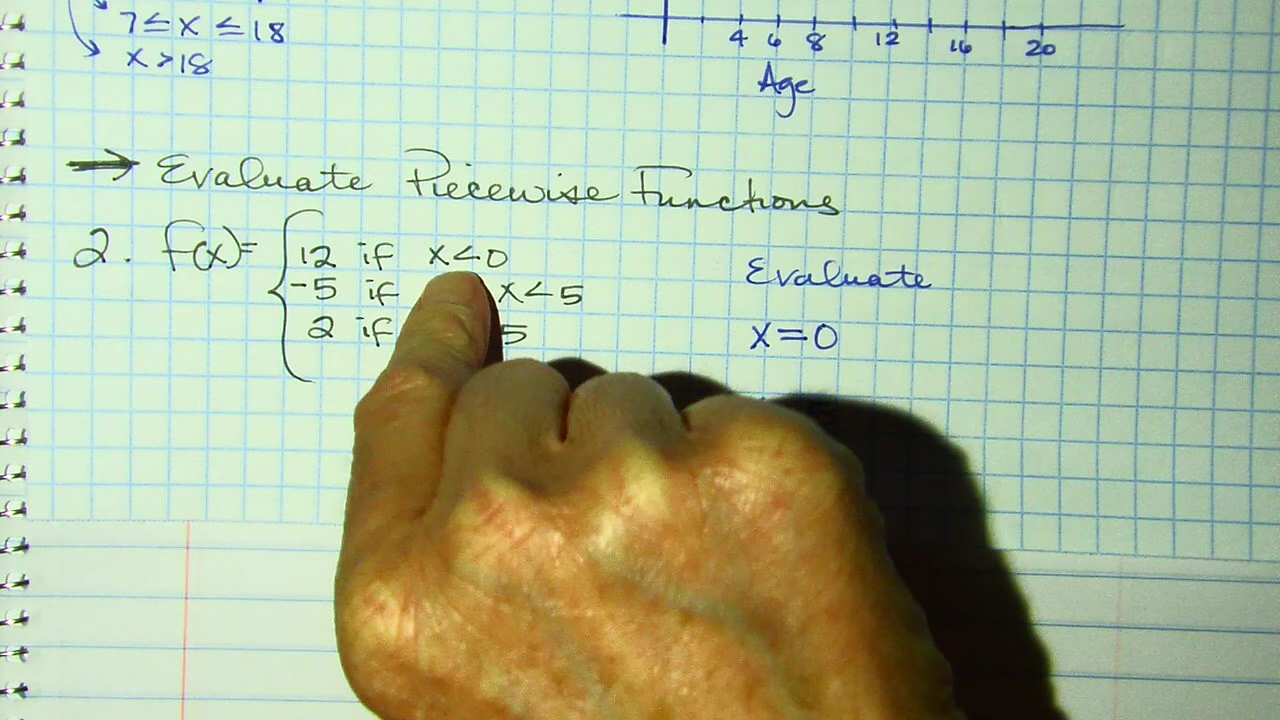 7 ≤ x ≤ 18
x > 18
4 6 8 12 16 20
Age
→ Evaluate Piecewise Functions
2. f(x)= { 12 if x<0
-5 if x<5
2 if 5
Evaluate
x=0